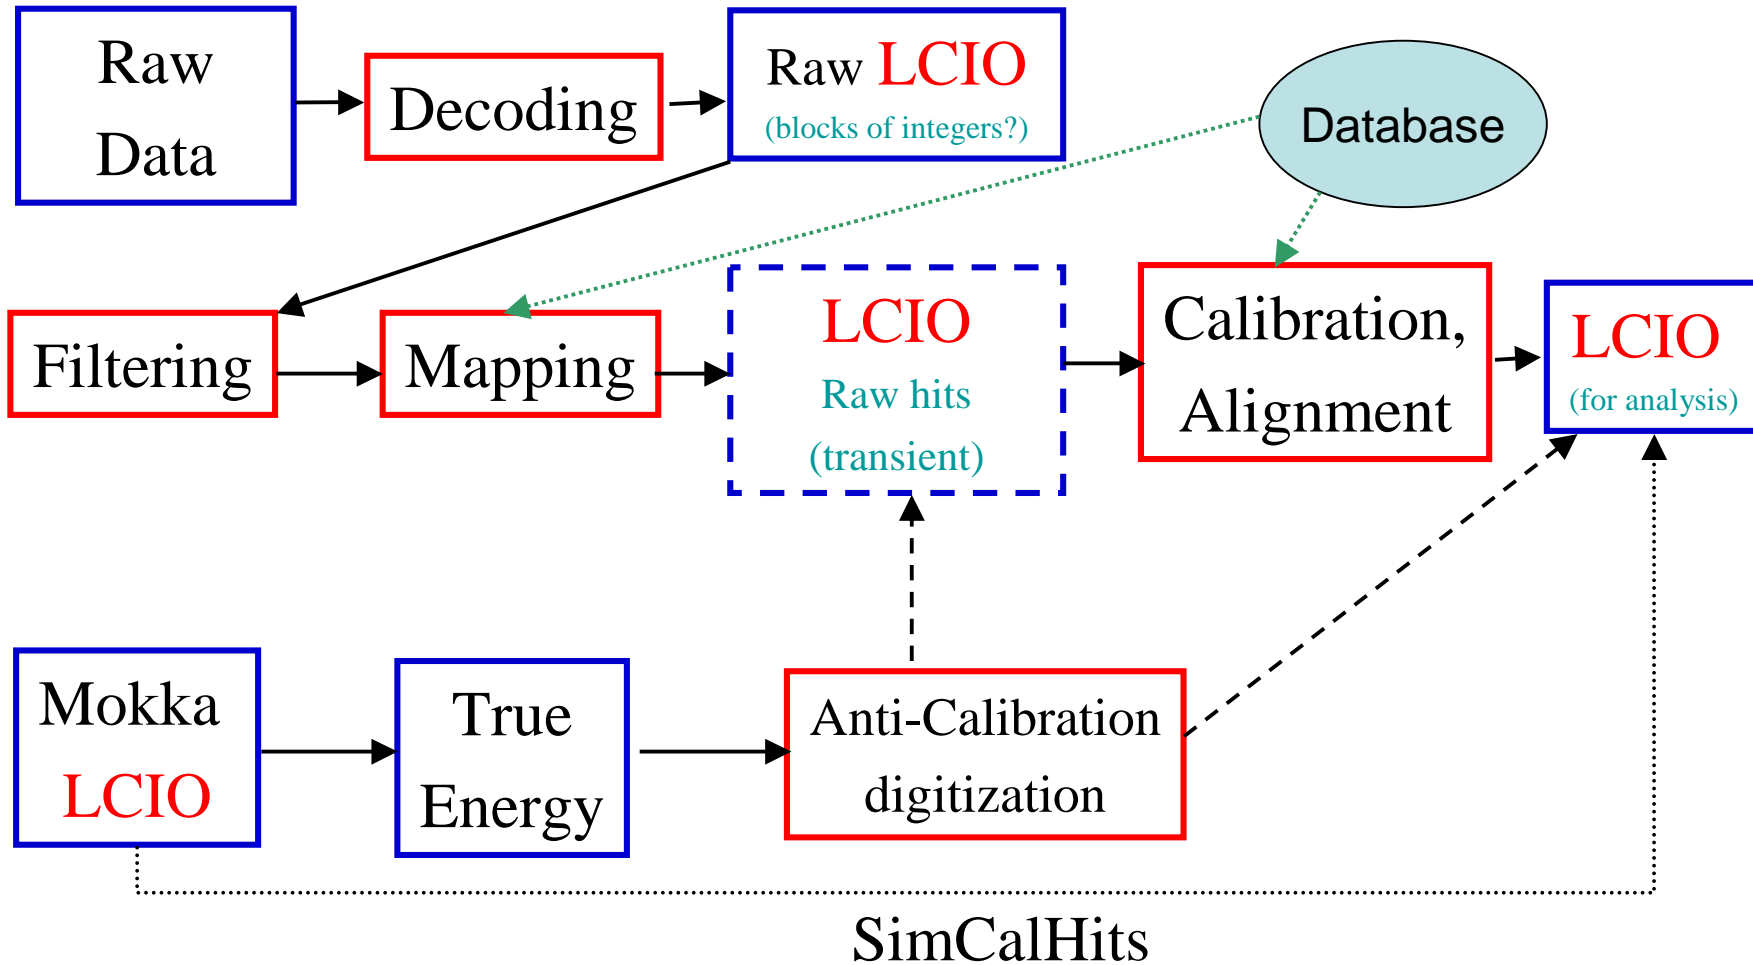 Raw
Data
Decoding
Raw LCIO
(blocks of integers?)
Database
Filtering
Mapping
LCIO
Raw hits
(transient)
Calibration,
Alignment
LCIO
(for analysis)
Mokka
LCIO
True
Energy
Anti-Calibration
digitization
SimCalHits